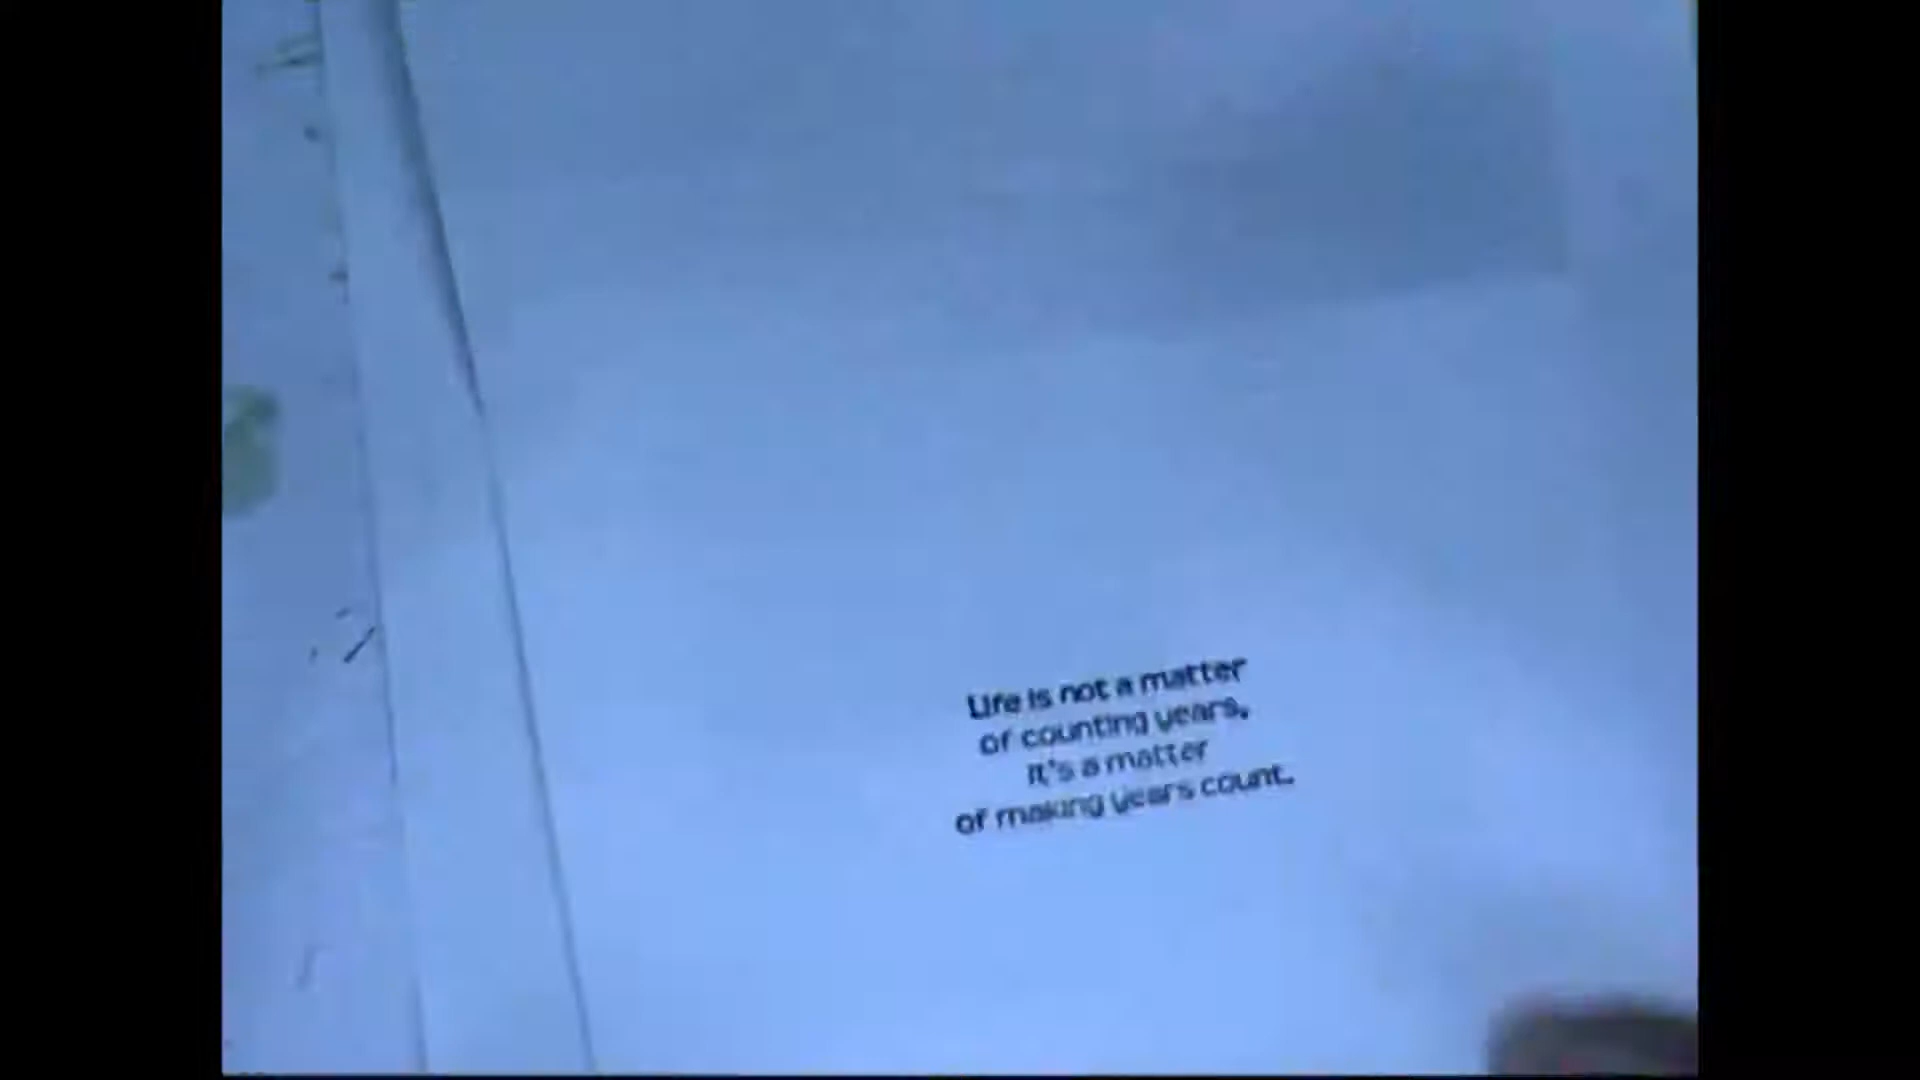 Life is not a matter
of counting years,
it's a matter
of making years count.